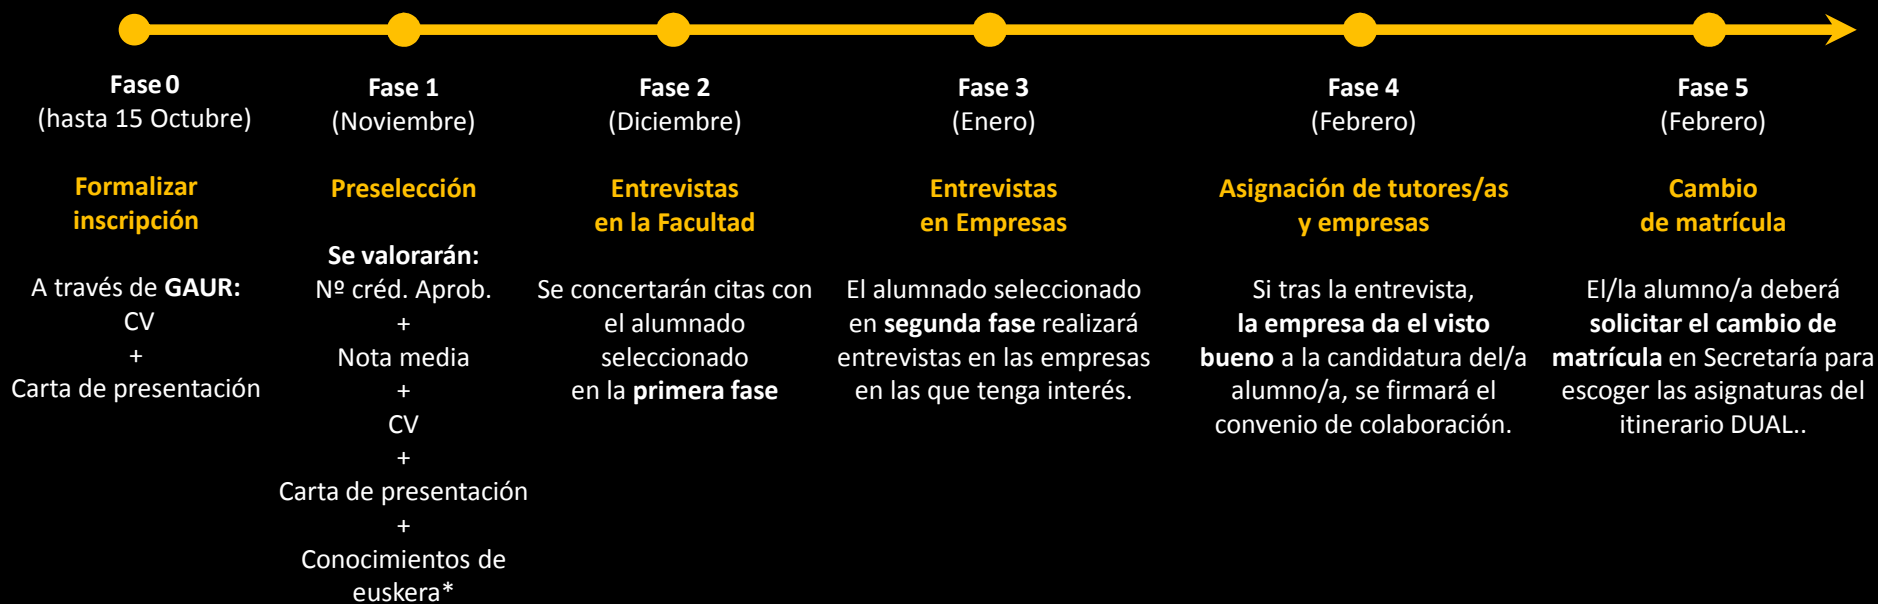 Fase 0
(hasta 15 Octubre)
Formalizar
inscripción
A través de GAUR:
CV
+
Carta de presentación
Fase 1
(Noviembre)
Preselección
Se valorarán:
Nº créd. Aprob.
+
Nota media
+
CV
+
Carta de presentación
+
Conocimientos de
euskera*
Fase 2
(Diciembre)
Entrevistas
en la Facultad
Se concertarán citas con
el alumnado
seleccionado
en la primera fase
Fase 3
(Enero)
Entrevistas
en Empresas
El alumnado seleccionado
en segunda fase realizará
entrevistas en las empresas
en las que tenga interés.
Fase 4
(Febrero)
Asignación de tutores/as
y empresas
Si tras la entrevista,
la empresa da el visto
bueno a la candidatura del/a
alumno/a, se firmará el
convenio de colaboración.
Fase 5
(Febrero)
Cambio
de matrícula
El/la alumno/a deberá
solicitar el cambio de
matrícula en Secretaría para
escoger las asignaturas del
itinerario DUAL..